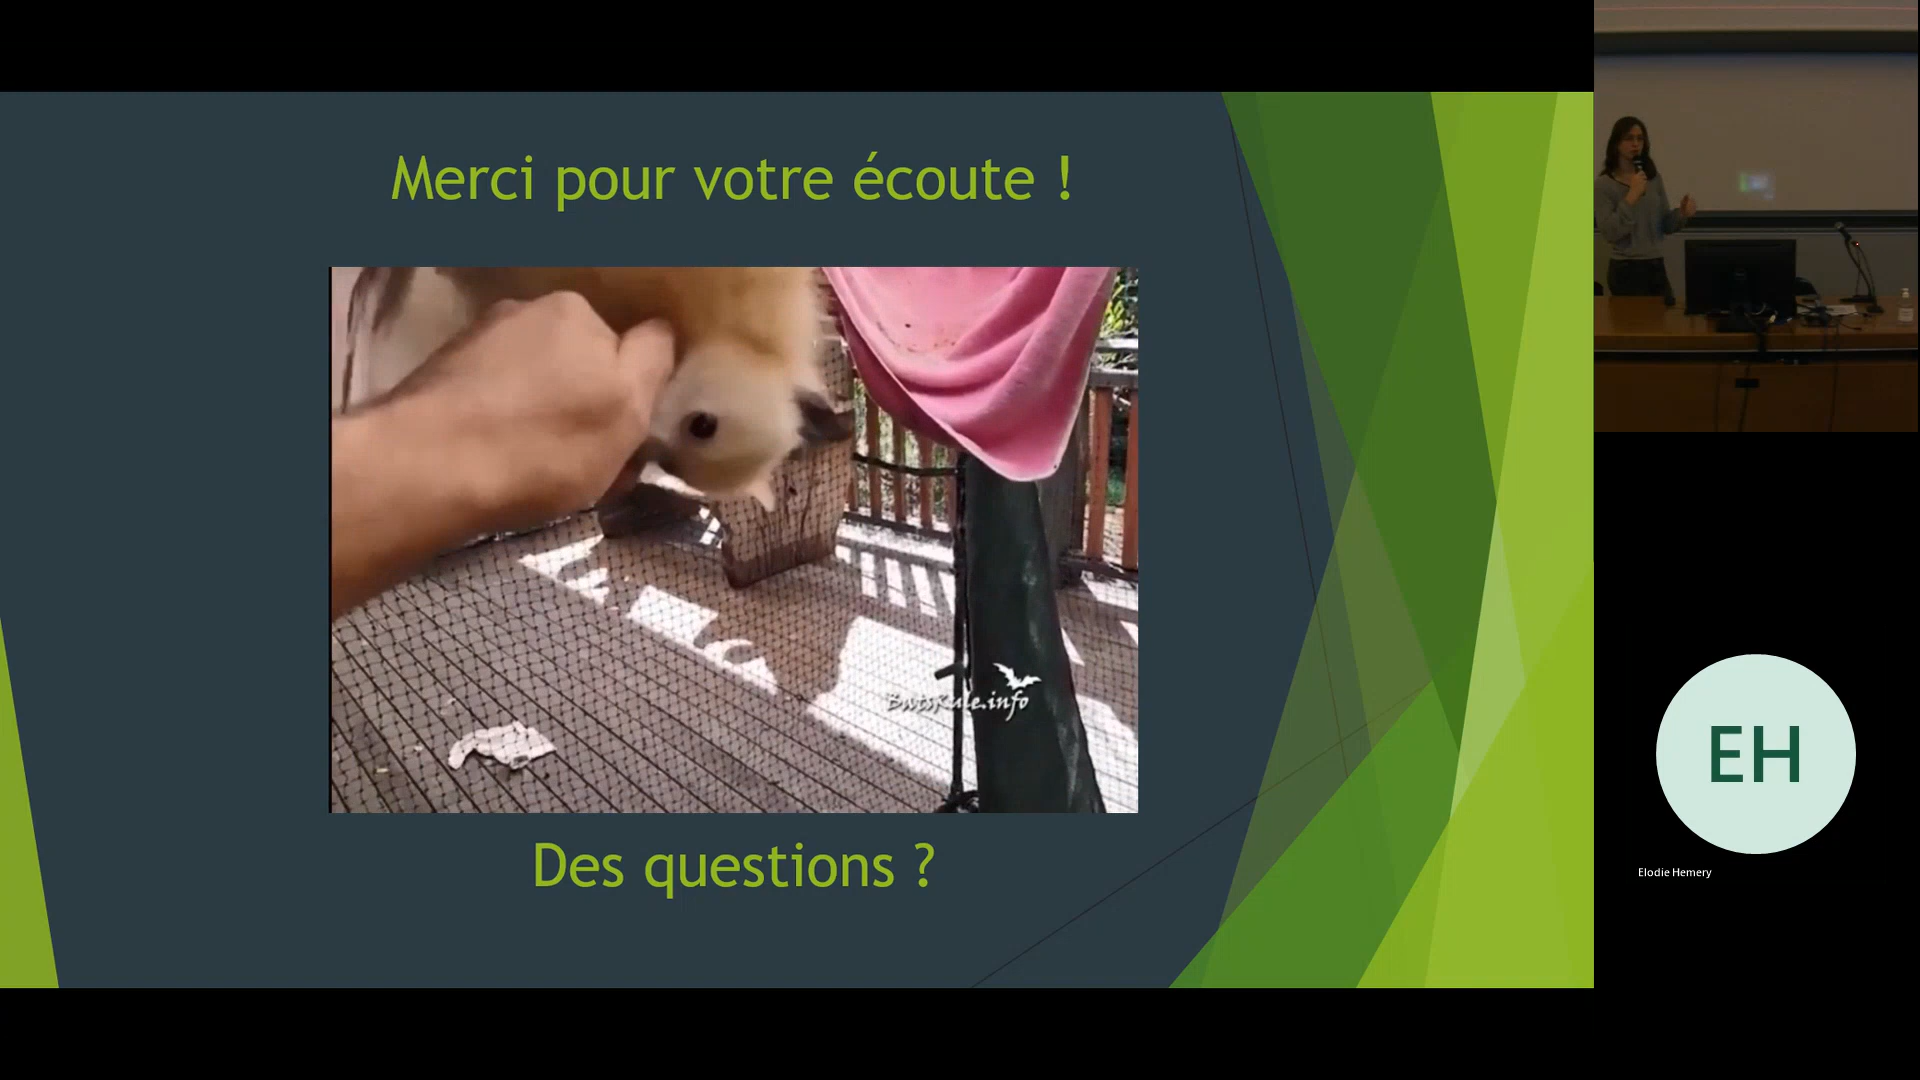 Merci pour votre écoute !
BatsRule.info
Des questions ?
EH
Elodie Hemery